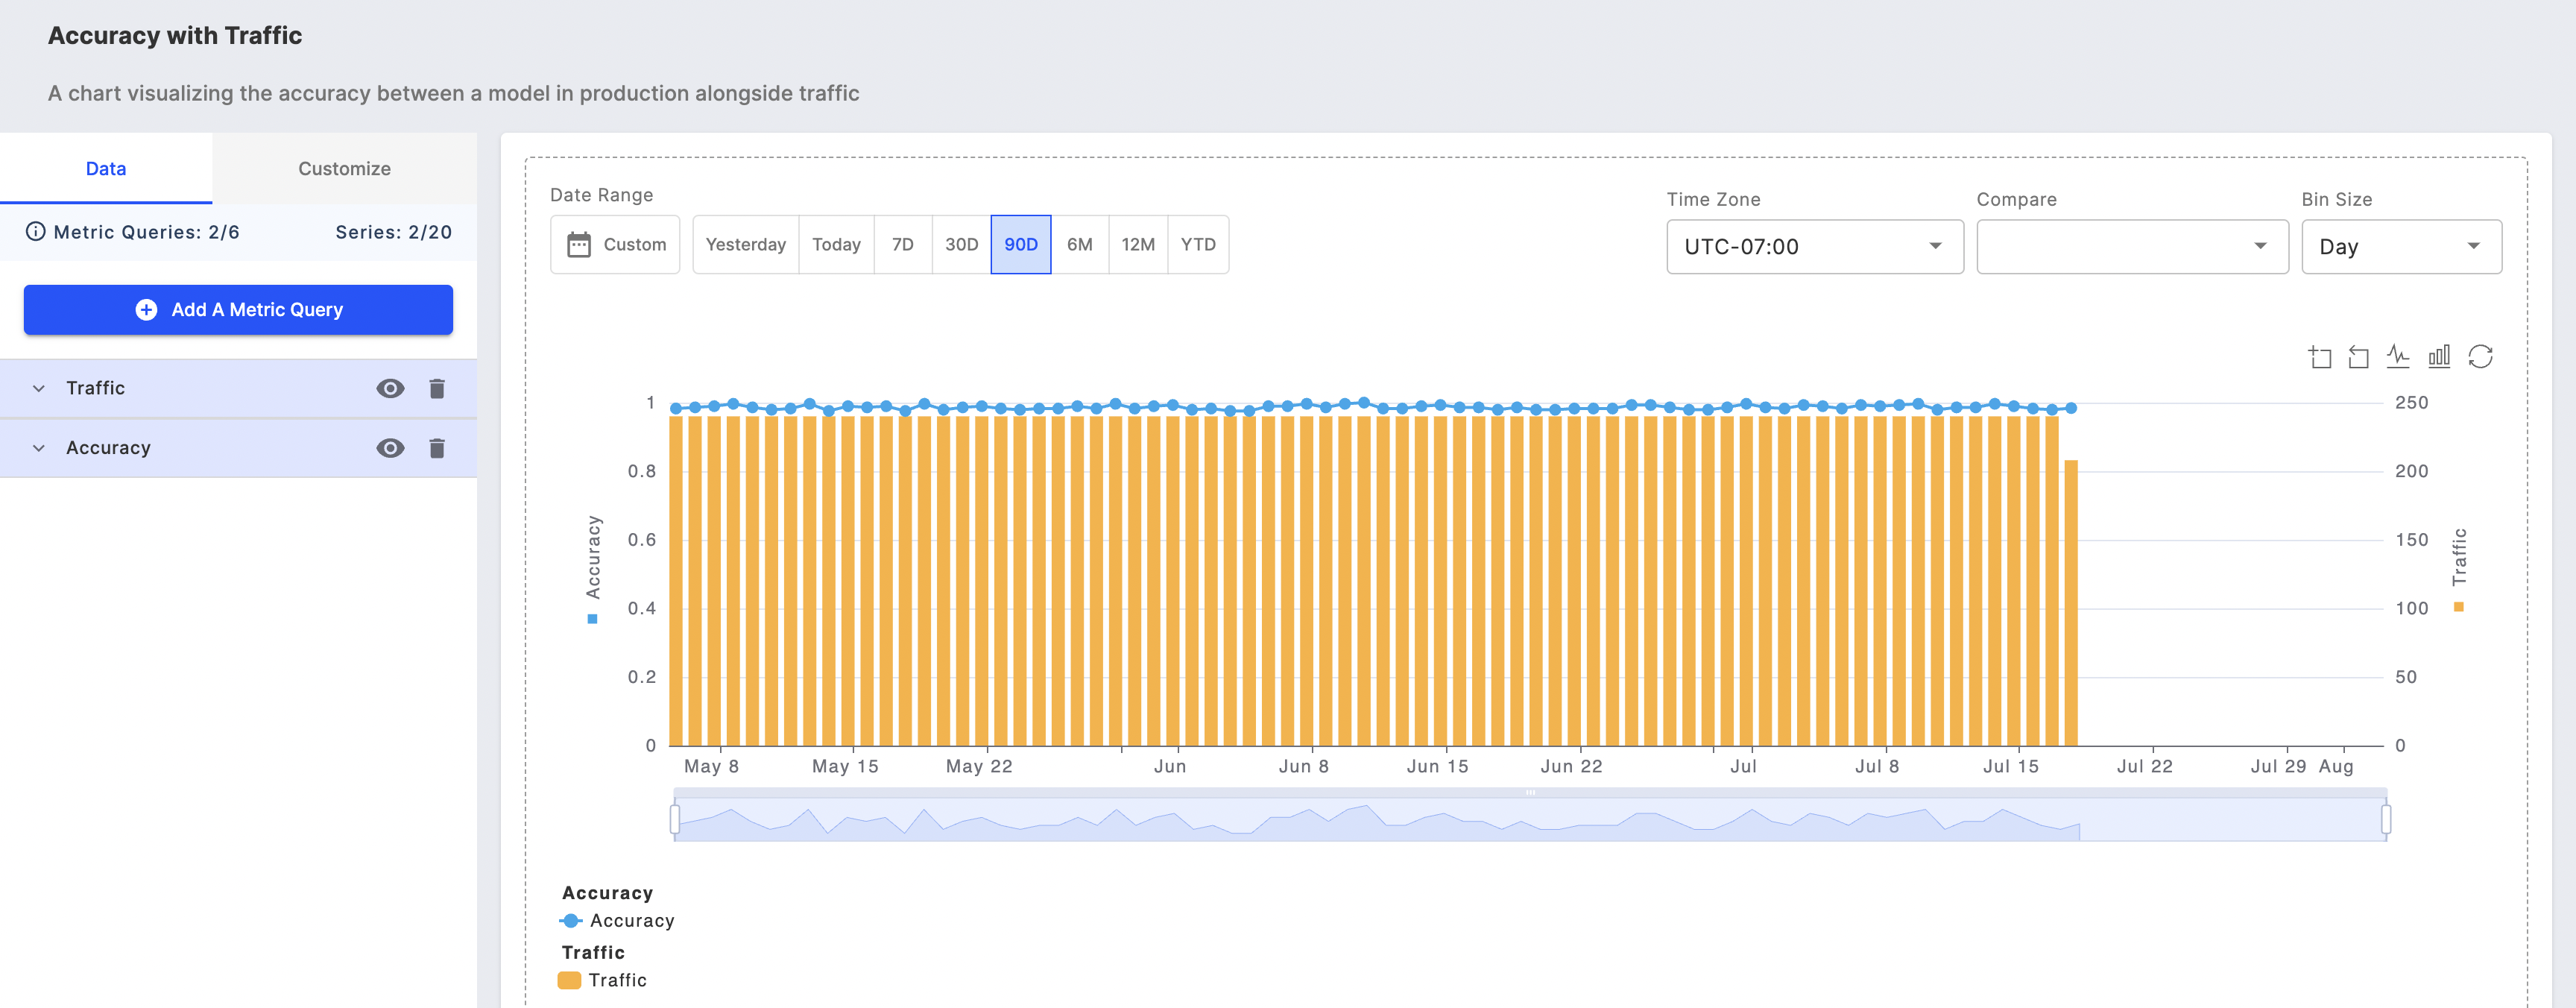 Accuracy with Traffic
A chart visualizing the accuracy between a model in production alongside traffic
Data
Customize
Metric Queries: 2/6
Series: 2/20
Add A Metric Query
Traffic
Accuracy
Date Range
Custom
Yesterday
Today
7D
30D
90D
6M
12M
YTD
Time Zone
UTC-07:00
Compare
Bin Size
Day
1
0.8
0.6
0.4
0.2
0
Accuracy
250
200
150
100
50
0
Traffic
May 8
May 15
May 22
Jun
Jun 8
Jun 15
Jun 22
Jul
Jul 8
Jul 15
Jul 22
Jul 29
Aug
Accuracy
Accuracy
Traffic
Traffic